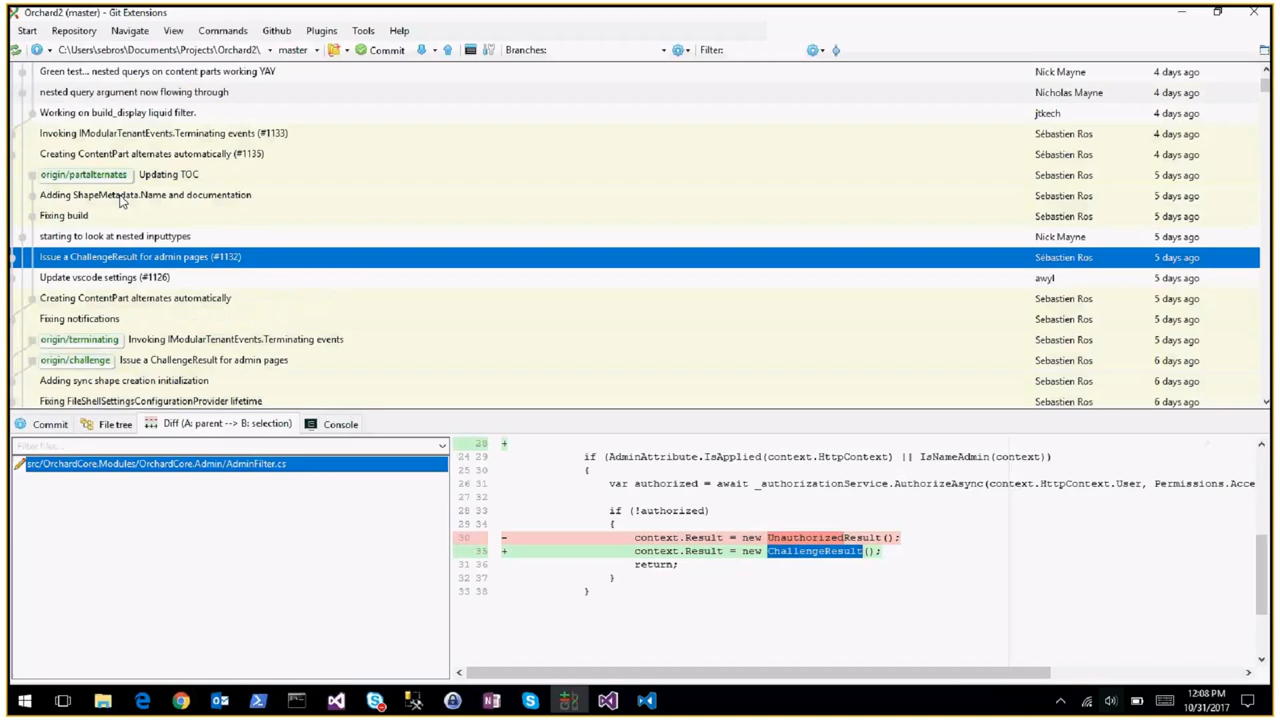 Orchard2 (master) - Git Extensions
Start Repository Navigate View Commands Github Plugins Tools Help
C:\Users\sebros\Documents\Projects\Orchard2\ master Commit Branches: Filter:
Green test... nested querys on content parts working YAY Nick Mayne 4 days ago
nested query argument now flowing through Nicholas Mayne 4 days ago
Working on build_display liquid filter. jtkech 4 days ago
Invoking IModularTenantEvents.Terminating events (#1133) Sébastien Ros 4 days ago
Creating ContentPart alternates automatically (#1135) Sébastien Ros 4 days ago
origin/partalternates Updating TOC Sebastien Ros 5 days ago
Adding ShapeMetadata.Name and documentation Sebastien Ros 5 days ago
Fixing build Sebastien Ros 5 days ago
starting to look at nested inputtypes Nick Mayne 5 days ago
Issue a ChallengeResult for admin pages (#1132) Sébastien Ros 5 days ago
Update vscode settings (#1126) awyl 5 days ago
Creating ContentPart alternates automatically Sebastien Ros 5 days ago
Fixing notifications Sebastien Ros 5 days ago
origin/terminating Invoking IModularTenantEvents.Terminating events Sebastien Ros 5 days ago
origin/challenge Issue a ChallengeResult for admin pages Sebastien Ros 6 days ago
Adding sync shape creation initialization Sebastien Ros 6 days ago
Fixing FileShellSettingsConfigurationProvider lifetime Sebastien Ros 6 days ago
Commit File tree Diff (A: parent --> B: selection) Console
Filter files...
src/OrchardCore.Modules/OrchardCore.Admin/AdminFilter.cs
28 +
24 29 if (AdminAttribute.IsApplied(context.HttpContext) || IsNameAdmin(context))
25 30 {
26 31 var authorized = await _authorizationService.AuthorizeAsync(context.HttpContext.User, Permissions.Acce
27 32
28 33 if (!authorized)
29 34 {
30 - context.Result = new UnauthorizedResult();
35 + context.Result = new ChallengeResult();
31 36 return;
32 37 }
33 38 }
12:08 PM
10/31/2017